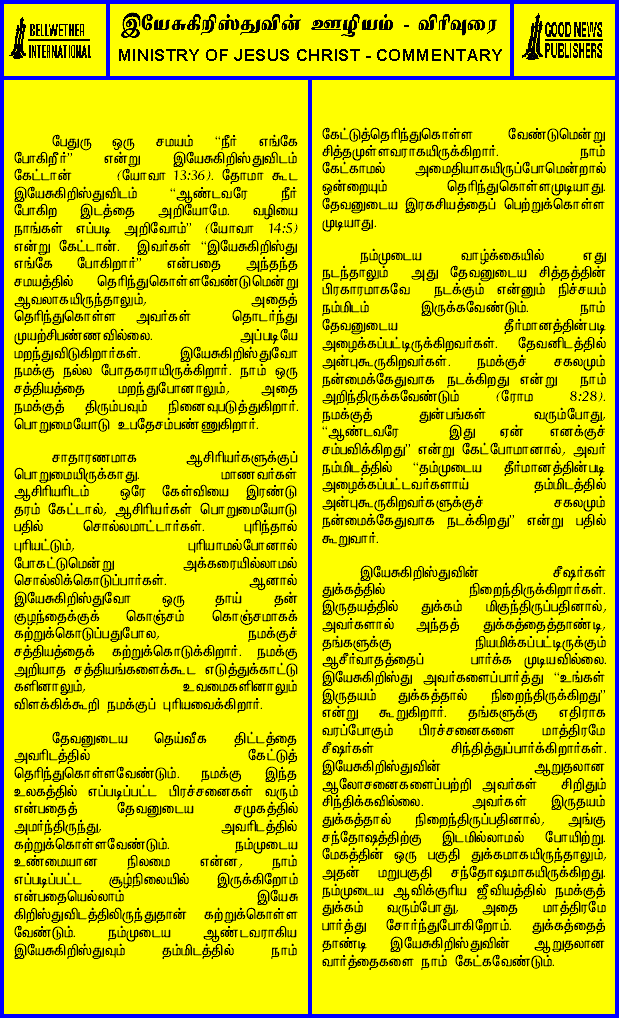 BELLWETHER
INTERNATIONAL
இயேசுகிறிஸ்துவின் ஊழியம் - விரிவுரை
MINISTRY OF JESUS CHRIST - COMMENTARY
GOOD NEWS
PUBLISHERS
பேதுரு ஒரு சமயம் “நீர் எங்கே
போகிறீர்” என்று இயேசுகிறிஸ்துவிடம்
கேட்டான் (யோவா 13:36). தோமா கூட
இயேசுகிறிஸ்துவிடம் “ஆண்டவரே நீர்
போகிற இடத்தை அறியோமே. வழியை
நாங்கள் எப்படி அறிவோம்” (யோவா 14:5)
என்று கேட்டான். இவர்கள் “இயேசுகிறிஸ்து
எங்கே போகிறார்” என்பதை அந்தந்த
சமயத்தில் தெரிந்துகொள்ளவேண்டுமென்று
ஆவலாகயிருந்தாலும், அதைத்
தெரிந்துகொள்ள அவர்கள் தொடர்ந்து
முயற்சிபண்ணவில்லை. அப்படியே
மறந்துவிடுகிறார்கள். இயேசுகிறிஸ்துவோ
நமக்கு நல்ல போதகராயிருக்கிறார். நாம் ஒரு
சத்தியத்தை மறந்துபோனாலும், அதை
நமக்குத் திரும்பவும் நினைவுபடுத்துகிறார்.
பொறுமையோடு உபதேசம்பண்ணுகிறார்.
சாதாரணமாக ஆசிரியர்களுக்குப்
பொறுமையிருக்காது. மாணவர்கள்
ஆசிரியரிடம் ஒரே கேள்வியை இரண்டு
தரம் கேட்டால், ஆசிரியர்கள் பொறுமையோடு
பதில் சொல்லமாட்டார்கள். புரிந்தால்
புரியட்டும், புரியாமல்போனால்
போகட்டுமென்று அக்கரையில்லாமல்
சொல்லிக்கொடுப்பார்கள். ஆனால்
இயேசுகிறிஸ்துவோ ஒரு தாய் தன்
குழந்தைக்குக் கொஞ்சம் கொஞ்சமாகக்
கற்றுக்கொடுப்பதுபோல, நமக்குச்
சத்தியத்தைக் கற்றுக்கொடுக்கிறார். நமக்கு
அறியாத சத்தியங்களைக்கூட எடுத்துக்காட்டு
களினாலும், உவமைகளினாலும்
விளக்கிக்கூறி நமக்குப் புரியவைக்கிறார்.
தேவனுடைய தெய்வீக திட்டத்தை
அவரிடத்தில் கேட்டுத்
தெரிந்துகொள்ளவேண்டும். நமக்கு இந்த
உலகத்தில் எப்படிப்பட்ட பிரச்சனைகள் வரும்
என்பதைத் தேவனுடைய சமுகத்தில்
அமர்ந்திருந்து, அவரிடத்தில்
கற்றுக்கொள்ளவேண்டும். நம்முடைய
உண்மையான நிலமை என்ன, நாம்
எப்படிப்பட்ட சூழ்நிலையில் இருக்கிறோம்
என்பதையெல்லாம் இயேசு
கிறிஸ்துவிடத்திலிருந்துதான் கற்றுக்கொள்ள
வேண்டும். நம்முடைய ஆண்டவராகிய
இயேசுகிறிஸ்துவும் தம்மிடத்தில் நாம்
கேட்டுத்தெரிந்துகொள்ள வேண்டுமென்று
சித்தமுள்ளவராகயிருக்கிறார். நாம்
கேட்காமல் அமைதியாகயிருப்போமென்றால்
ஒன்றையும் தெரிந்துகொள்ளமுடியாது.
தேவனுடைய இரகசியத்தைப் பெற்றுக்கொள்ள
முடியாது.
நம்முடைய வாழ்க்கையில் எது
நடந்தாலும் அது தேவனுடைய சித்தத்தின்
பிரகாரமாகவே நடக்கும் என்னும் நிச்சயம்
நம்மிடம் இருக்கவேண்டும். நாம்
தேவனுடைய தீர்மானத்தின்படி
அழைக்கப்பட்டிருக்கிறவர்கள். தேவனிடத்தில்
அன்புகூருகிறவர்கள். நமக்குச் சகலமும்
நன்மைக்கேதுவாக நடக்கிறது என்று நாம்
அறிந்திருக்கவேண்டும் (ரோம 8:28).
நமக்குத் துன்பங்கள் வரும்போது,
“ஆண்டவரே இது ஏன் எனக்குச்
சம்பவிக்கிறது” என்று கேட்போமானால், அவர்
நம்மிடத்தில் “தம்முடைய தீர்மானத்தின்படி
அழைக்கப்பட்டவர்களாய் தம்மிடத்தில்
அன்புகூருகிறவர்களுக்குச் சகலமும்
நன்மைக்கேதுவாக நடக்கிறது” என்று பதில்
கூறுவார்.
இயேசுகிறிஸ்துவின் சீஷர்கள்
துக்கத்தில் நிறைந்திருக்கிறார்கள்.
இருதயத்தில் துக்கம் மிகுந்திருப்பதினால்,
அவர்களால் அந்தத் துக்கத்தைத்தாண்டி,
தங்களுக்கு நியமிக்கப்பட்டிருக்கும்
ஆசீர்வாதத்தைப் பார்க்க முடியவில்லை.
இயேசுகிறிஸ்து அவர்களைப்பார்த்து “உங்கள்
இருதயம் துக்கத்தால் நிறைந்திருக்கிறது”
என்று கூறுகிறார். தங்களுக்கு எதிராக
வரப்போகும் பிரச்சனைகளை மாத்திரமே
சீஷர்கள் சிந்தித்துப்பார்க்கிறார்கள்.
இயேசுகிறிஸ்துவின் ஆறுதலான
ஆலோசனைகளைப்பற்றி அவர்கள் சிறிதும்
சிந்திக்கவில்லை. அவர்கள் இருதயம்
துக்கத்தால் நிறைந்திருப்பதினால், அங்கு
சந்தோஷத்திற்கு இடமில்லாமல் போயிற்று.
மேகத்தின் ஒரு பகுதி துக்கமாகயிருந்தாலும்,
அதன் மறுபகுதி சந்தோஷமாகயிருக்கிறது.
நம்முடைய ஆவிக்குரிய ஜீவியத்தில் நமக்குத்
துக்கம் வரும்போது, அதை மாத்திரமே
பார்த்து சோர்ந்துபோகிறோம். துக்கத்தைத்
தாண்டி இயேசுகிறிஸ்துவின் ஆறுதலான
வார்த்தைகளை நாம் கேட்கவேண்டும்.